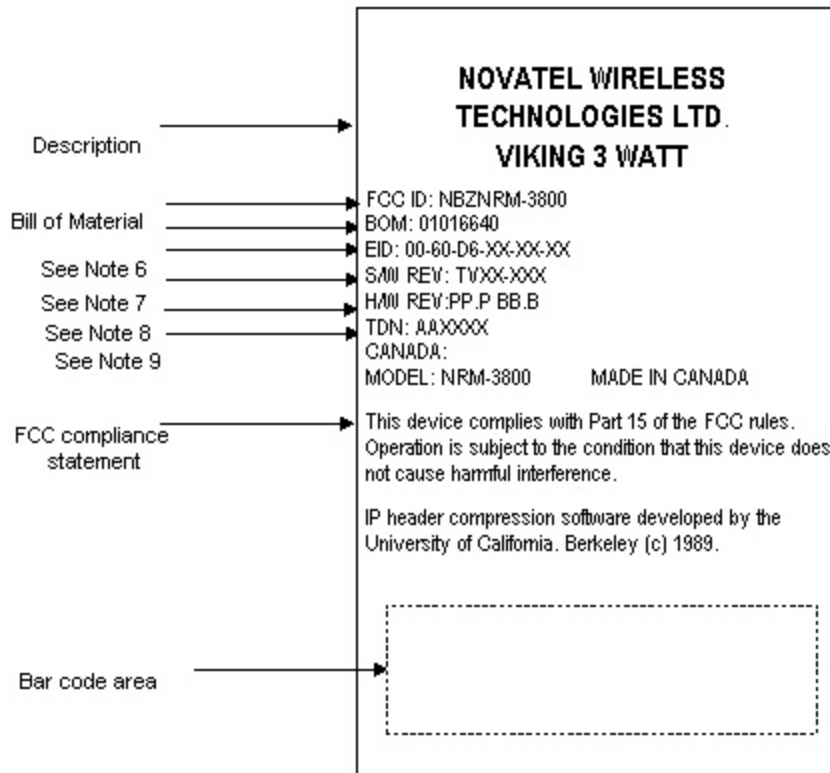 NOVATEL WIRELESS
TECHNOLOGIES LTD.
VIKING 3 WATT
Description
FCC ID: NBZNRM-3800
Bill of Material
BOM: 01016640
EID: 00-60-D6-XX-XX-XX
See Note 6
S/W REV: TVXX-XXX
See Note 7
H/W REV:PP.P BB.B
See Note 8
TDN: AAXXXX
See Note 9
CANADA:
MODEL: NRM-3800 MADE IN CANADA
FCC compliance
statement
This device complies with Part 15 of the FCC rules.
Operation is subject to the condition that this device does
not cause harmful interference.
IP header compression software developed by the
University of California. Berkeley (c) 1989.
Bar code area